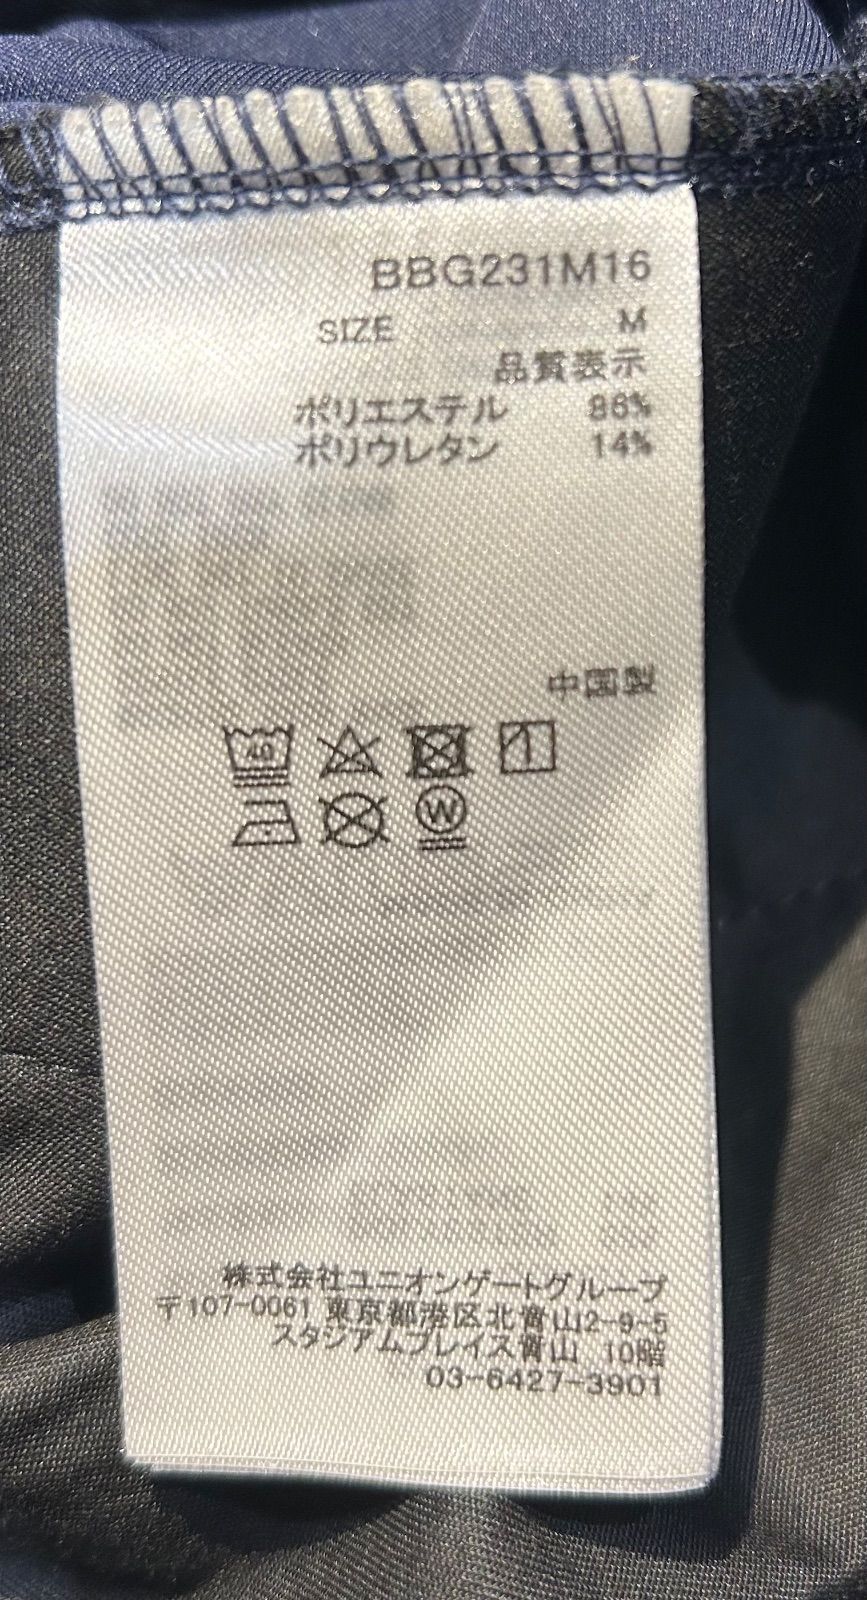 BBG231M16
SIZE M
品質表示
ポリエステル 86%
ポリウレタン 14%
中国製
40
W
株式会社ユニオンゲートグループ
〒107-0061 東京都港区北青山2-9-5
スタジアムプレイス青山 10階
03-6427-3901